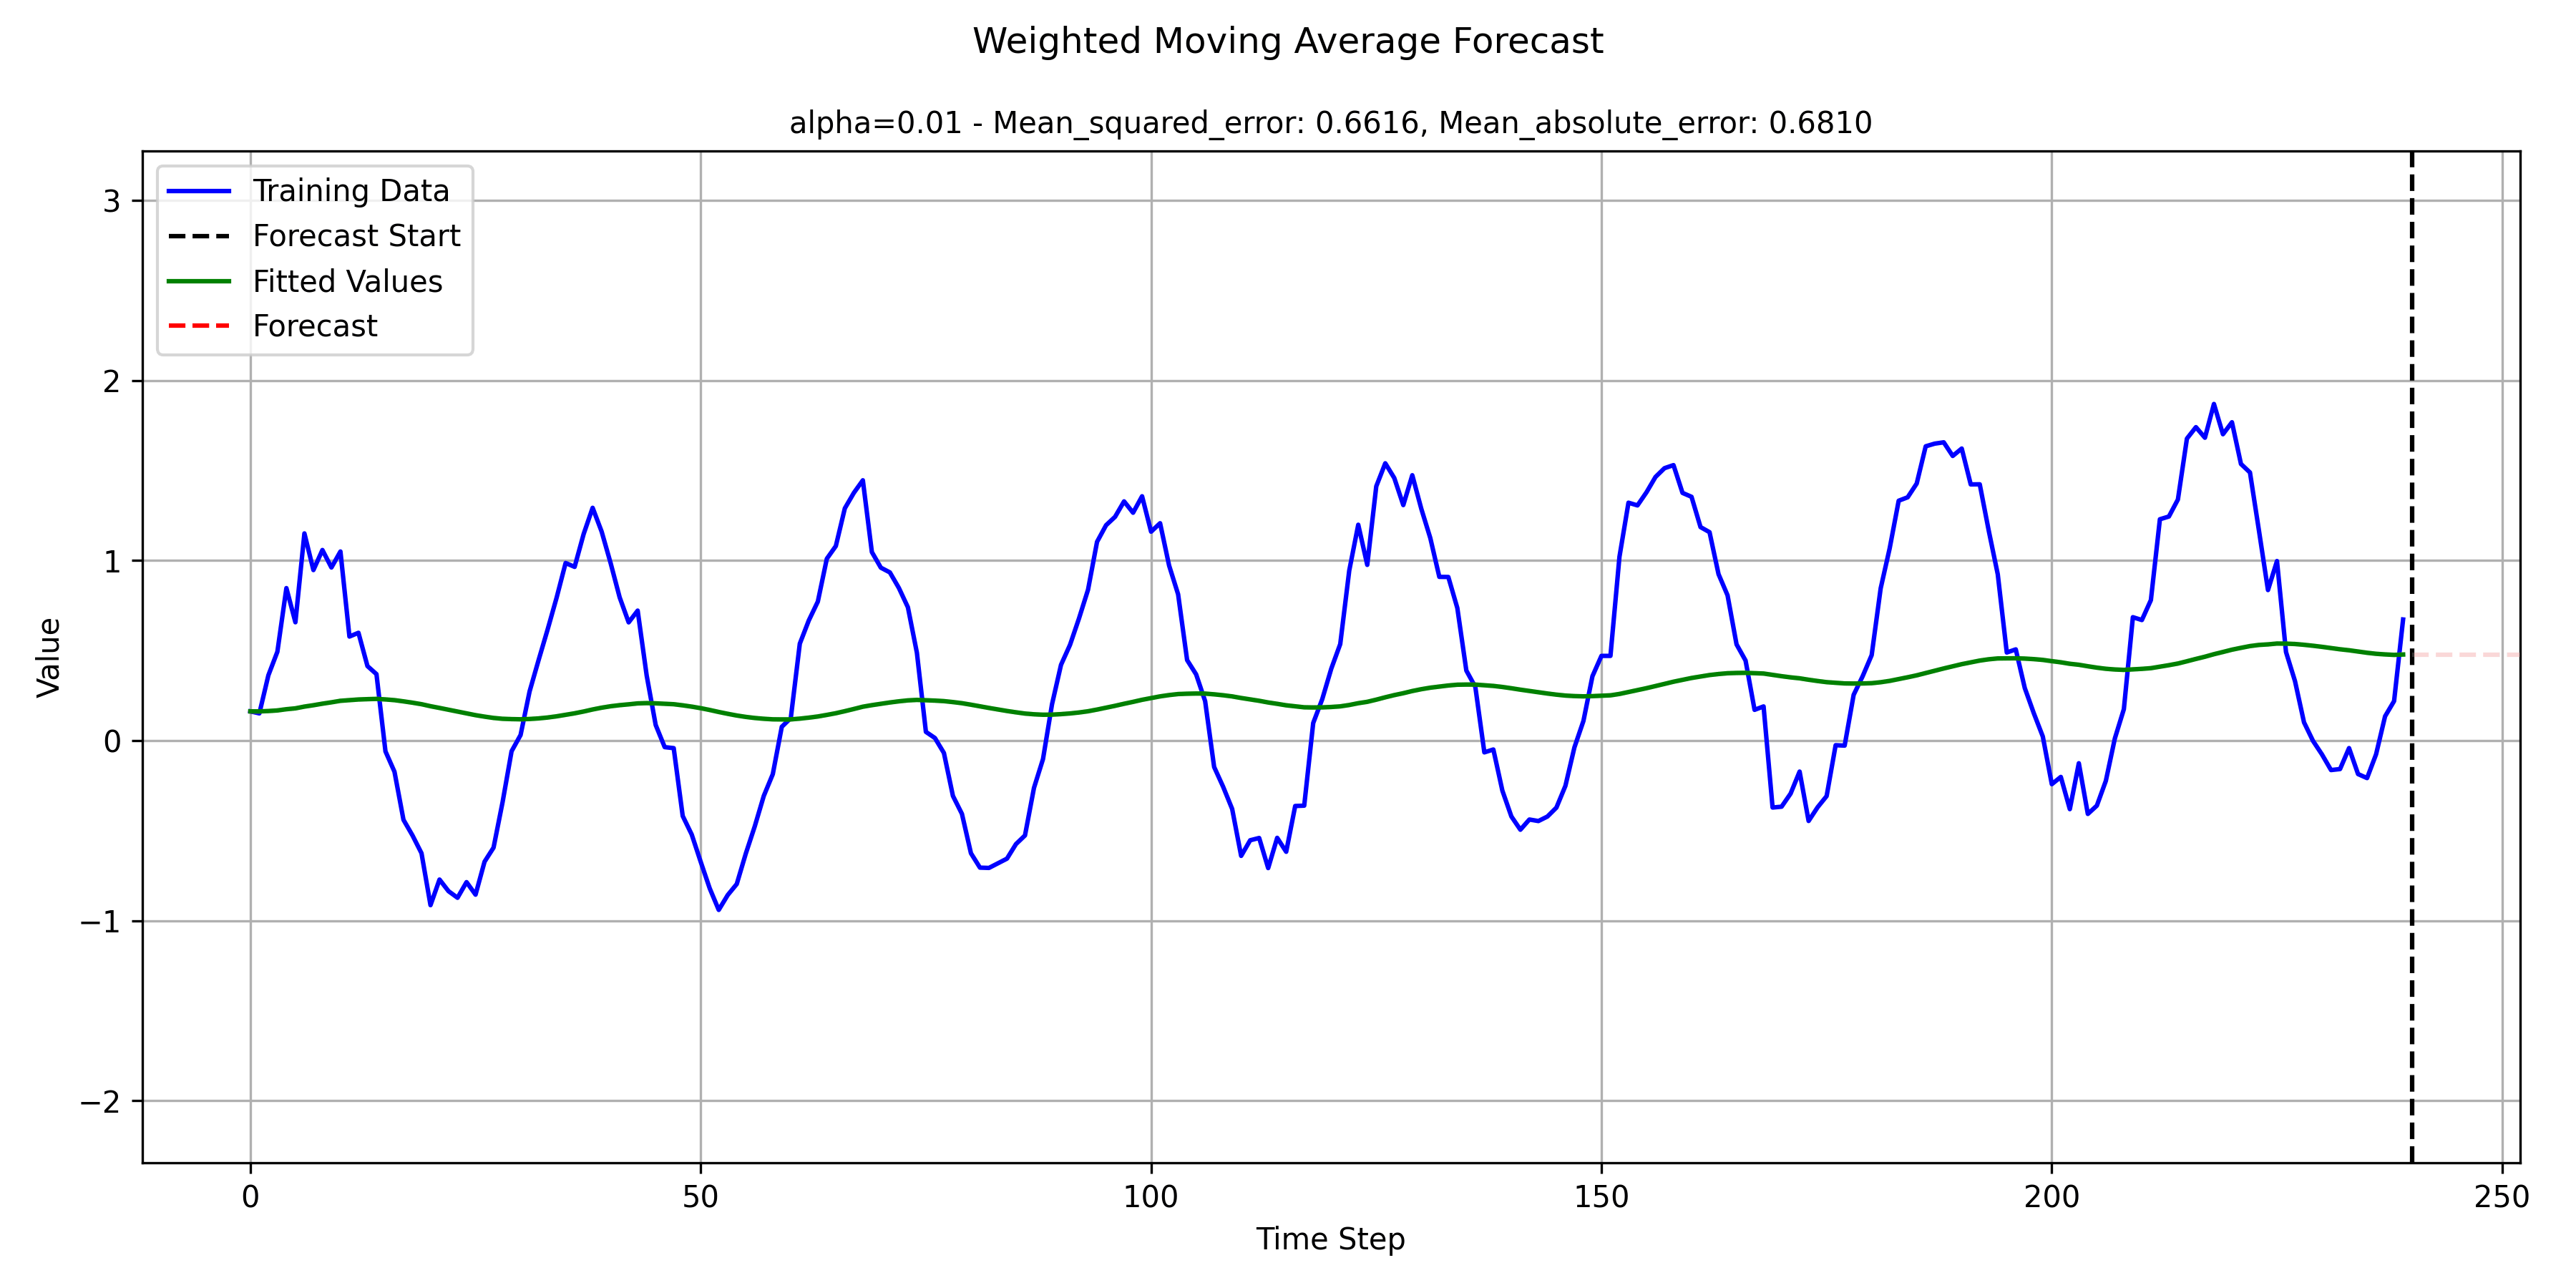 Weighted Moving Average Forecast
alpha=0.01 - Mean_squared_error: 0.6616, Mean_absolute_error: 0.6810
Training Data
Forecast Start
Fitted Values
Forecast
3
2
1
0
−1
−2
Value
0
50
100
150
200
250
Time Step